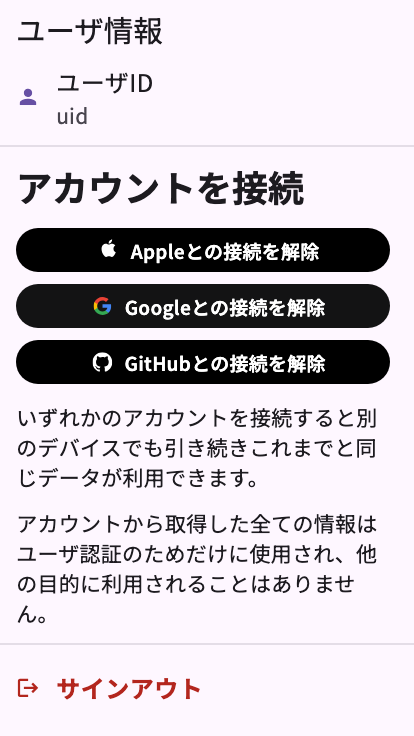 ユーザ情報
ユーザID
uid
アカウントを接続
Appleとの接続を解除
Googleとの接続を解除
GitHubとの接続を解除
いずれかのアカウントを接続すると別
のデバイスでも引き続きこれまでと同
じデータが利用できます。
アカウントから取得した全ての情報は
ユーザ認証のためだけに使用され、他
の目的に利用されることはありませ
ん。
サインアウト